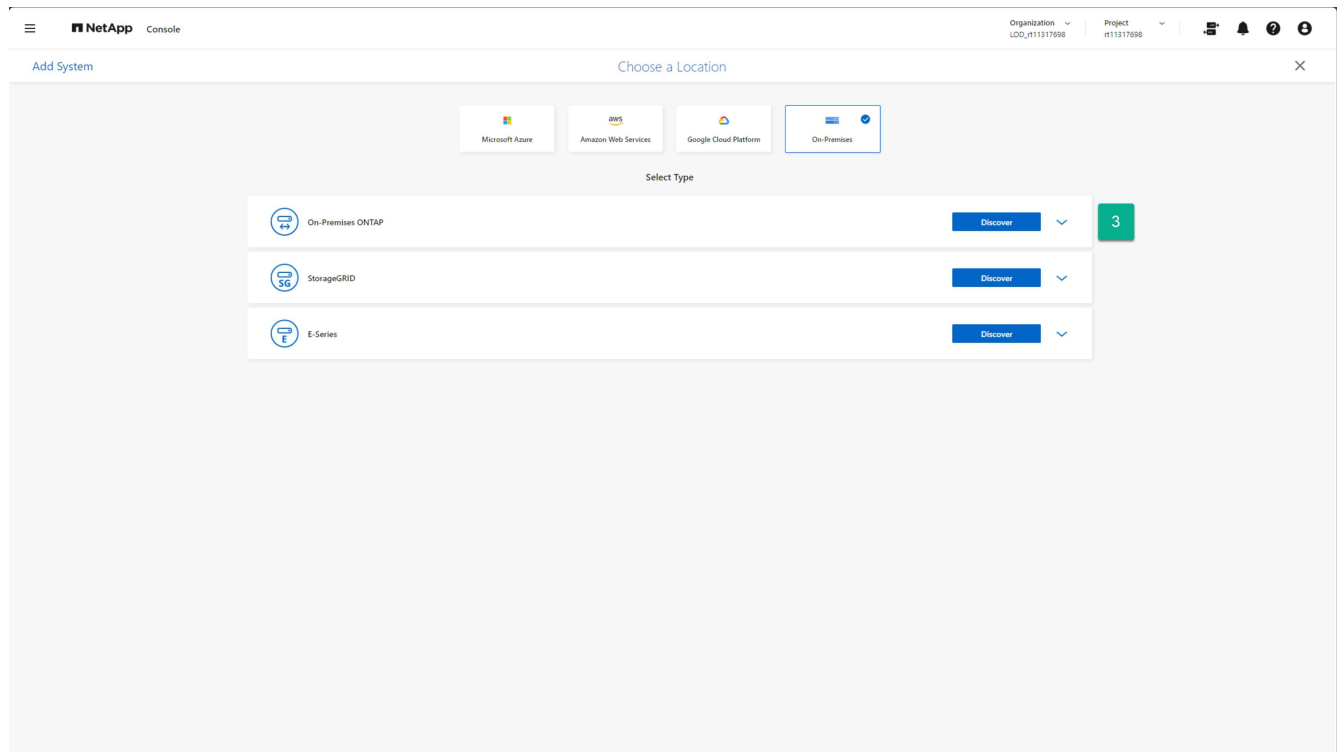 NetApp Console
Organization
LOD_rt11317698
Project
rt11317698
Add System
Choose a Location
Microsoft Azure
aws
Amazon Web Services
Google Cloud Platform
On-Premises
Select Type
On-Premises ONTAP
Discover
3
SG
StorageGRID
Discover
E
E-Series
Discover